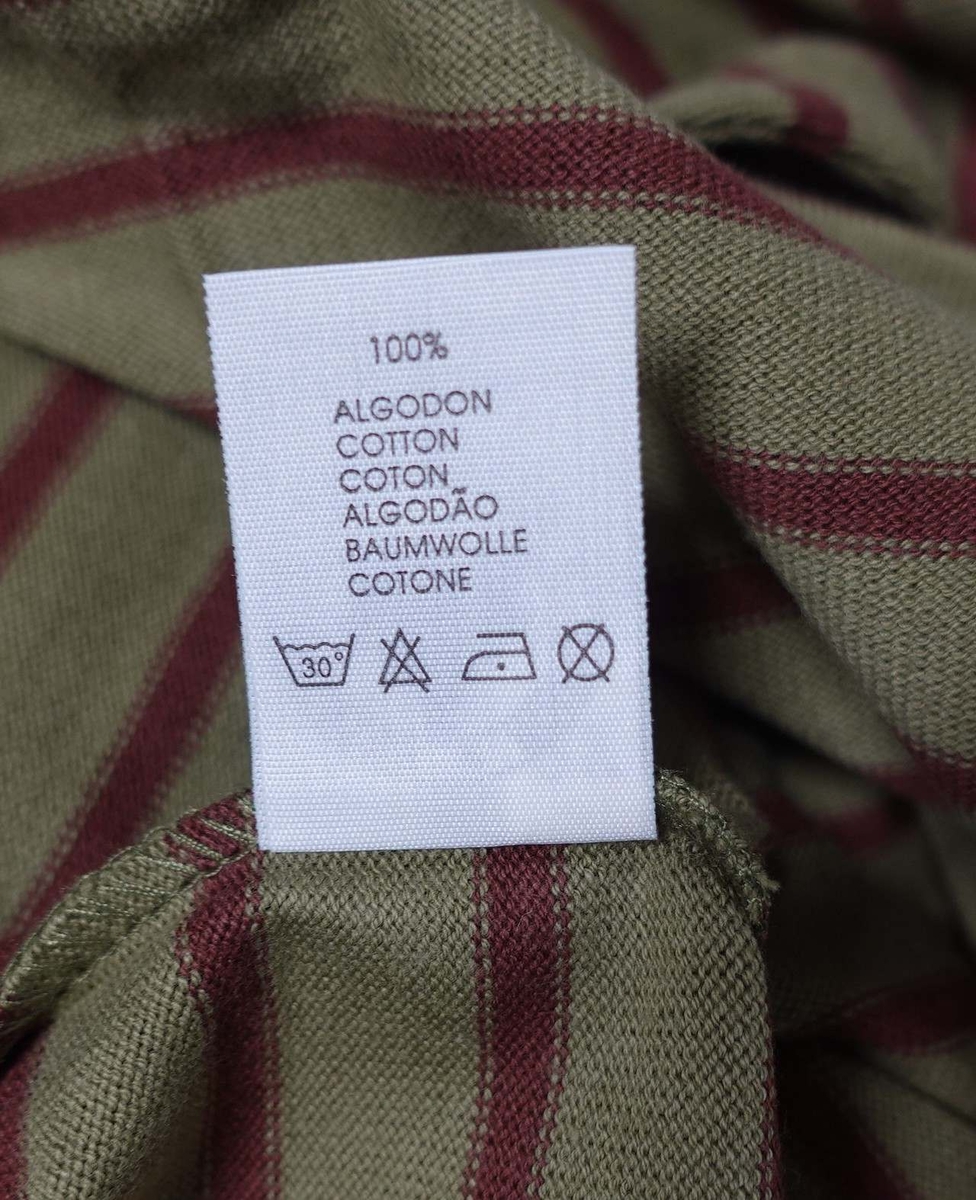 100%
ALGODON
COTTON
COTON
ALGODÃO
BAUMWOLLE
COTONE
30°